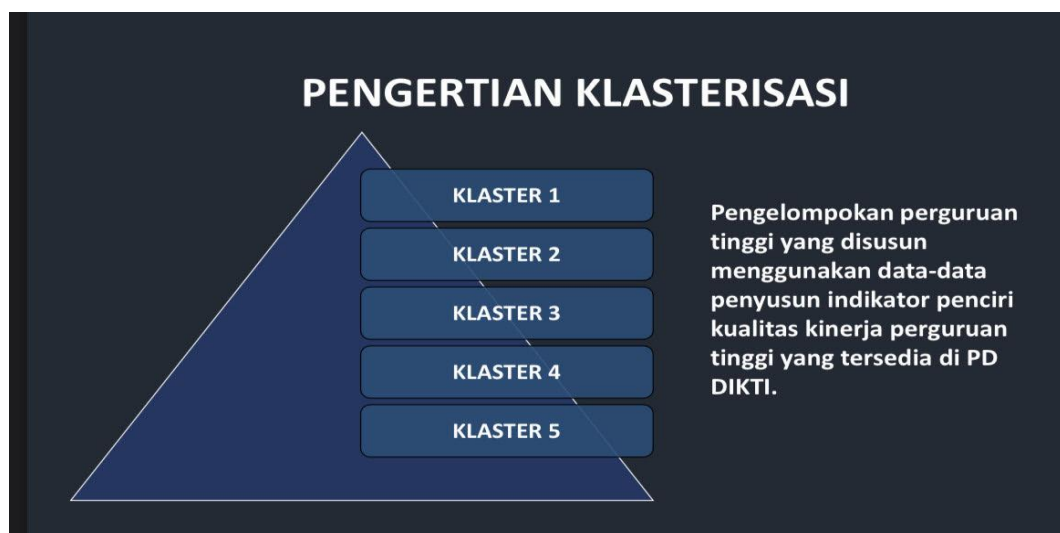 PENGERTIAN KLASTERISASI
KLASTER 1
KLASTER 2
KLASTER 3
KLASTER 4
KLASTER 5
Pengelompokan perguruan
tinggi yang disusun
menggunakan data-data
penyusun indikator penciri
kualitas kinerja perguruan
tinggi yang tersedia di PD
DIKTI.